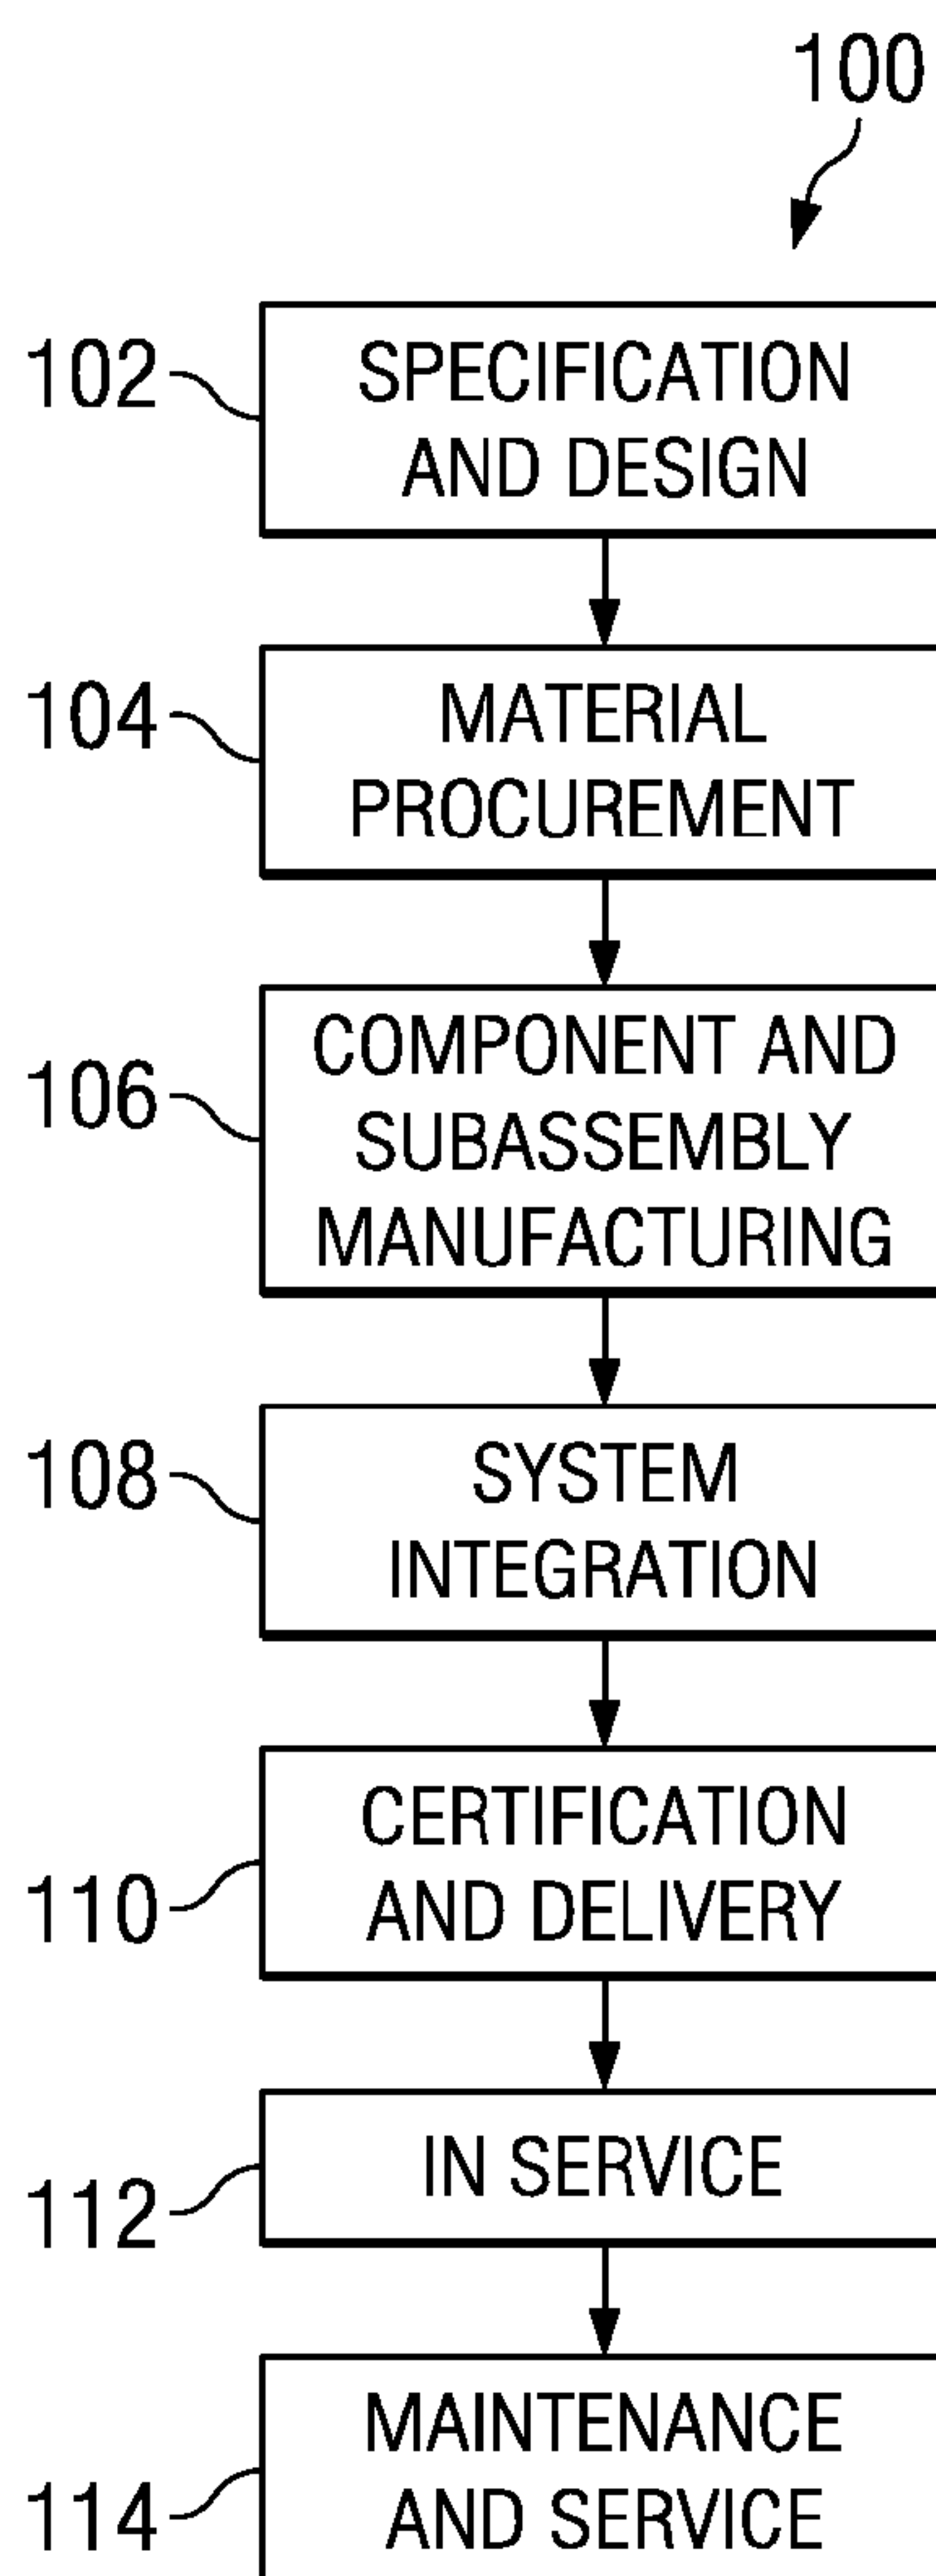 100
102
SPECIFICATION
AND DESIGN
104
MATERIAL
PROCUREMENT
106
COMPONENT AND
SUBASSEMBLY
MANUFACTURING
108
SYSTEM
INTEGRATION
110
CERTIFICATION
AND DELIVERY
112
IN SERVICE
114
MAINTENANCE
AND SERVICE